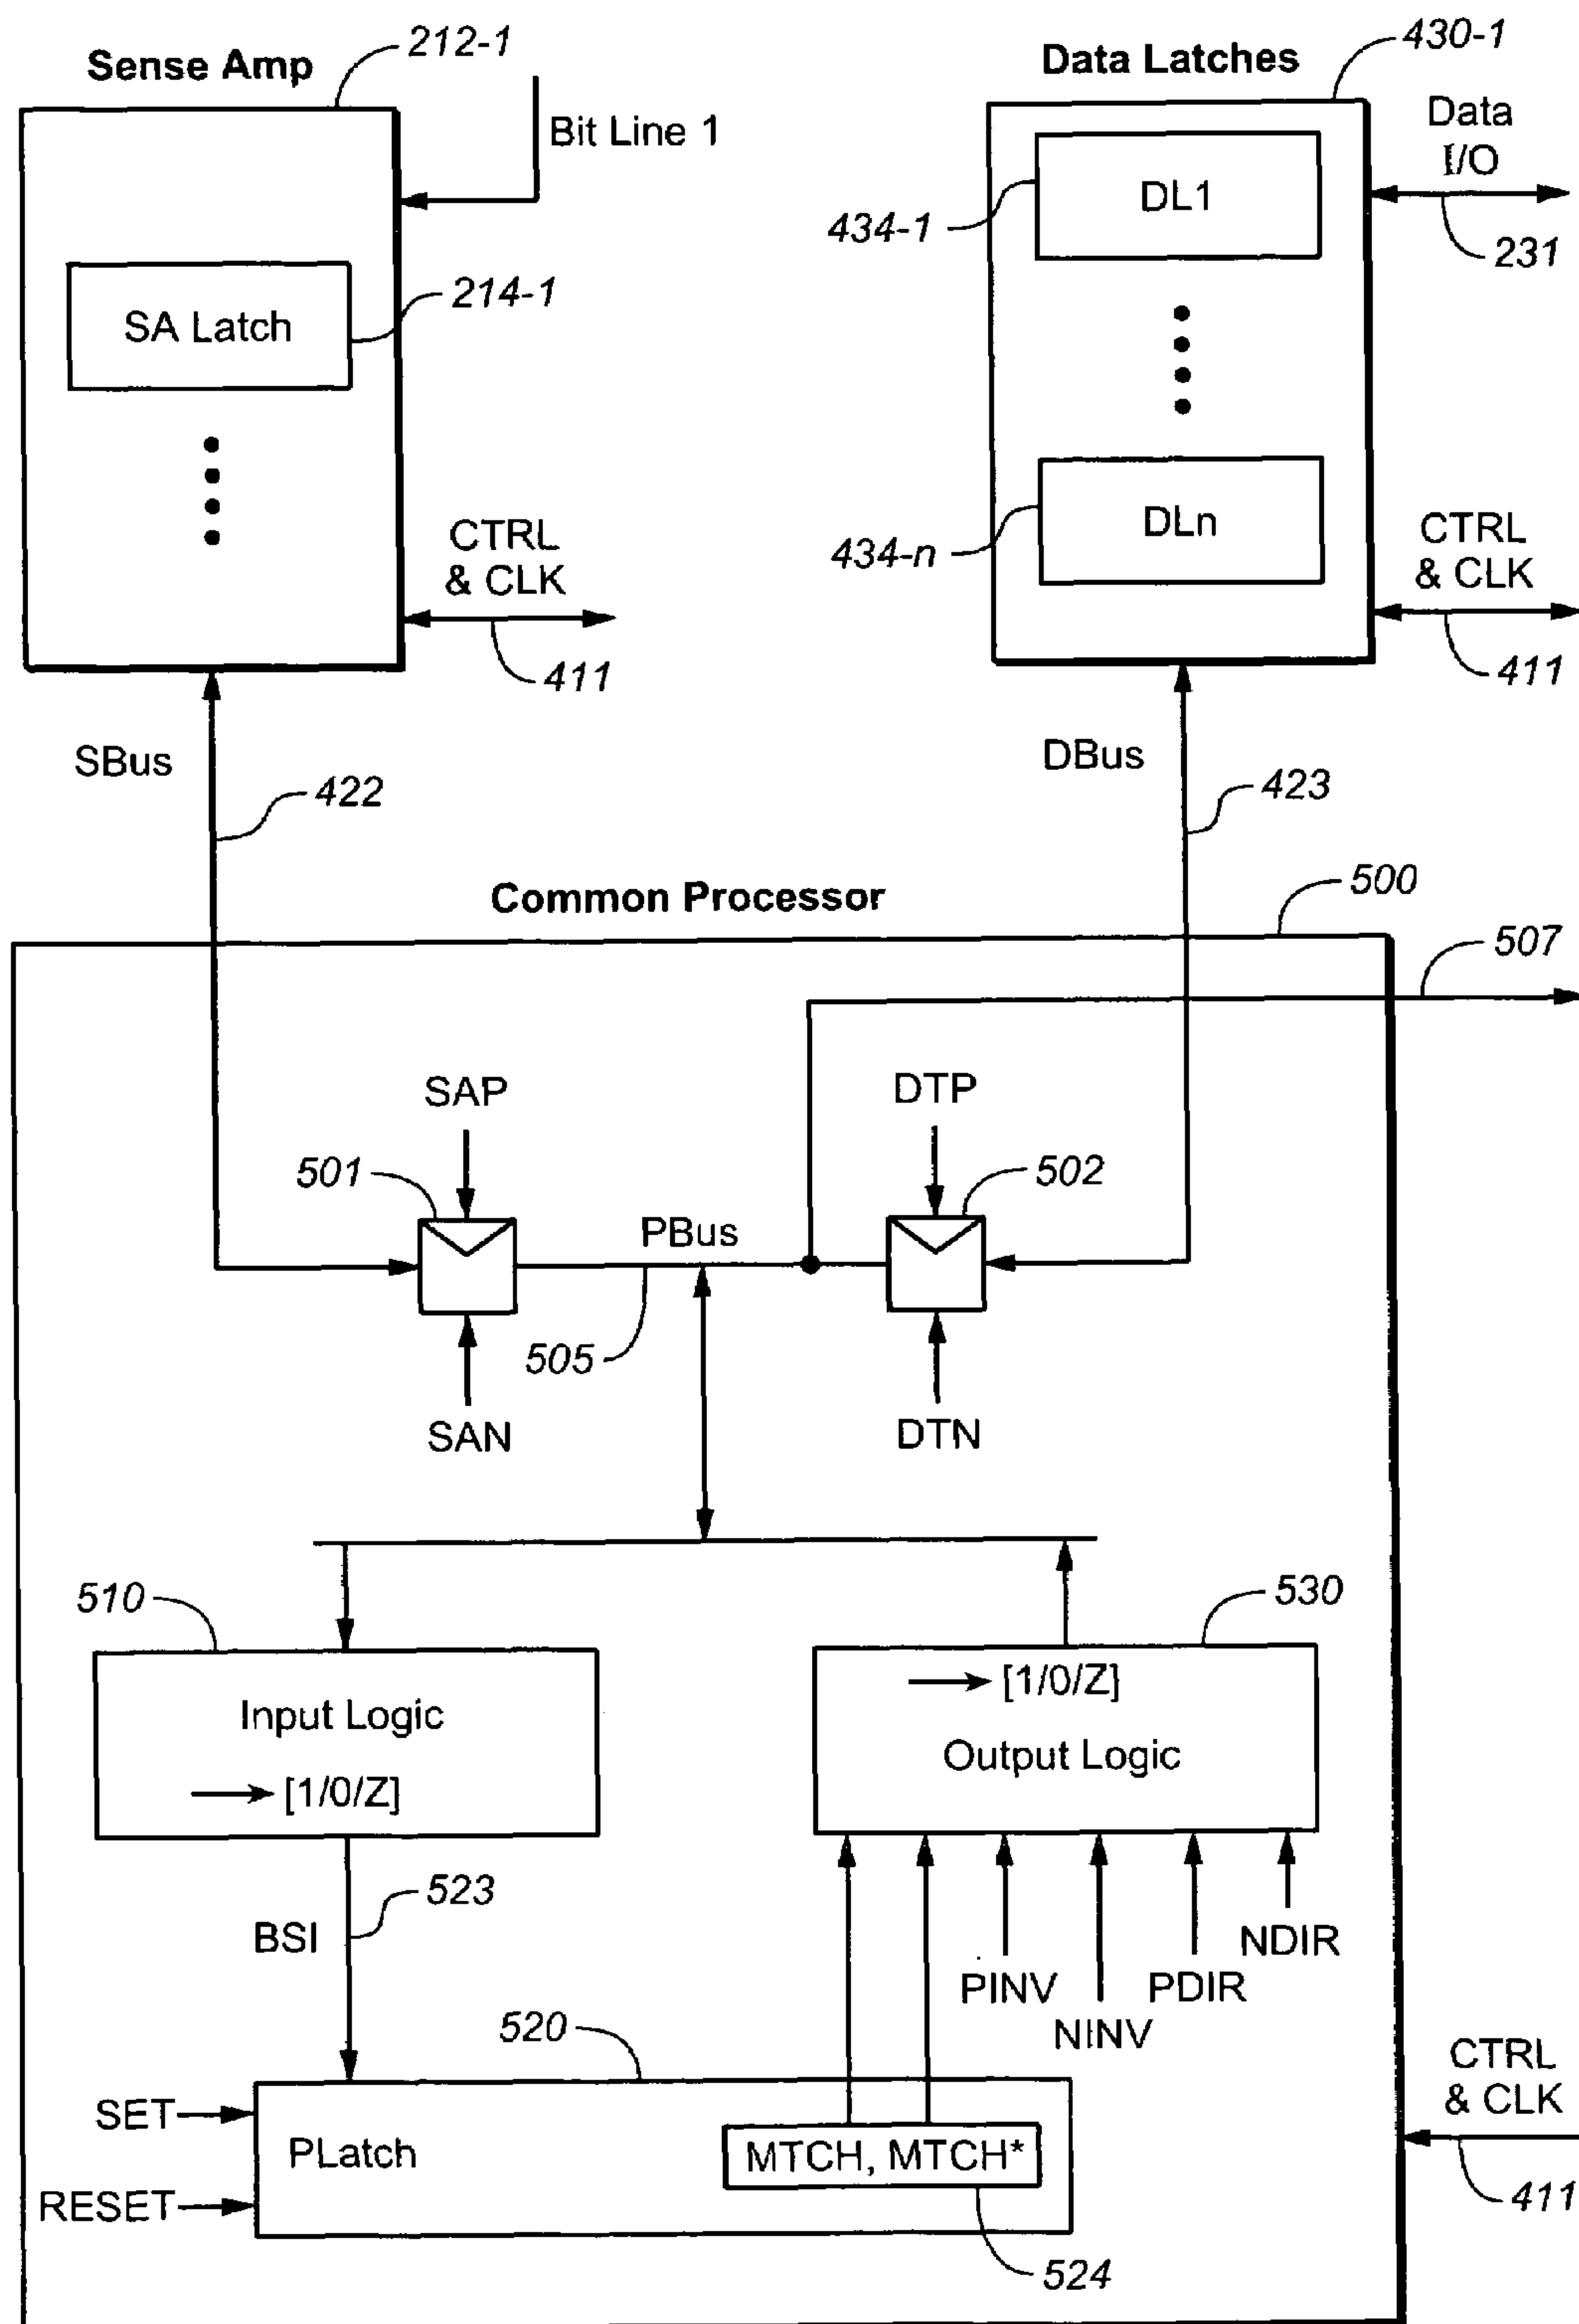 212-1
430-1
Sense Amp
Data Latches
Bit Line 1
Data
I/O
DL1
434-1
231
214-1
SA Latch
DLn
434-n
CTRL
& CLK
CTRL
& CLK
411
411
SBus
DBus
422
423
Common Processor
500
507
SAP
DTP
501
502
PBus
505
SAN
DTN
510
530
Input Logic
[1/0/Z]
[1/0/Z]
Output Logic
523
BSI
NDIR
PINV
PDIR
NINV
520
CTRL
& CLK
SET
PLatch
MTCH, MTCH*
RESET
411
524